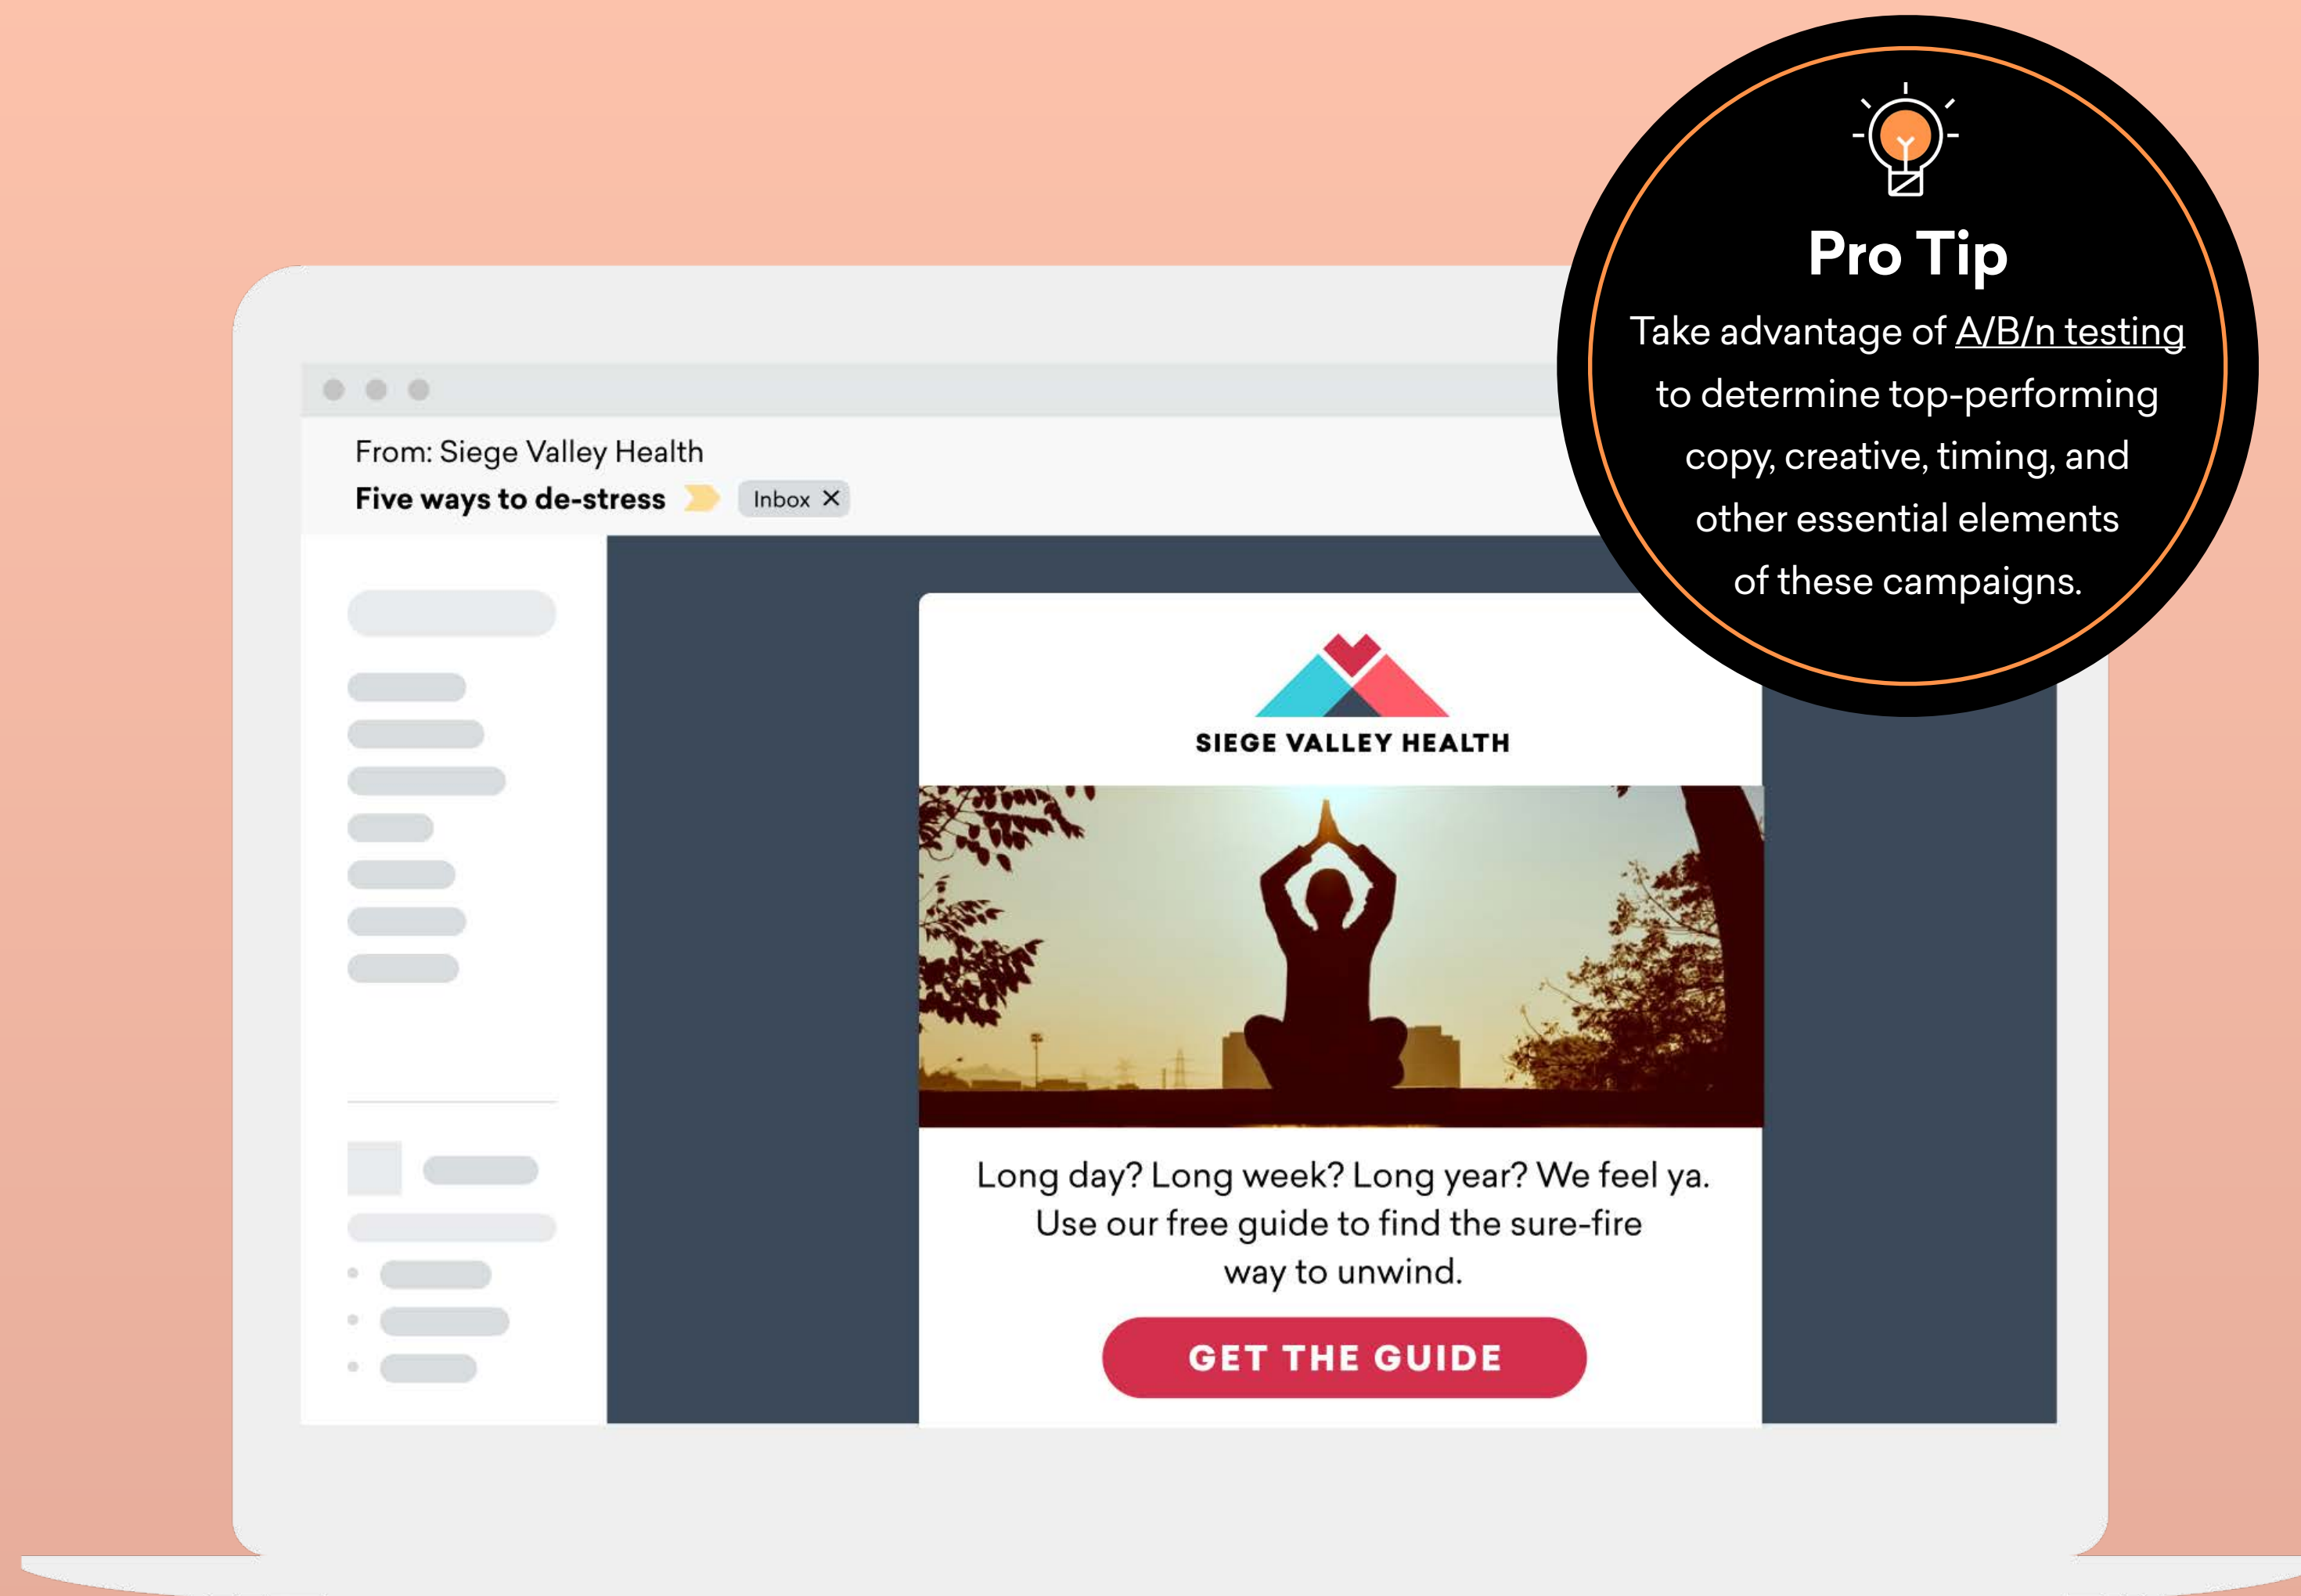 Pro Tip
Take advantage of A/B/n testing
to determine top-performing
copy, creative, timing, and
other essential elements
of these campaigns.
From: Siege Valley Health
Five ways to de-stress
Inbox X
SIEGE VALLEY HEALTH
Long day? Long week? Long year? We feel ya.
Use our free guide to find the sure-fire
way to unwind.
GET THE GUIDE